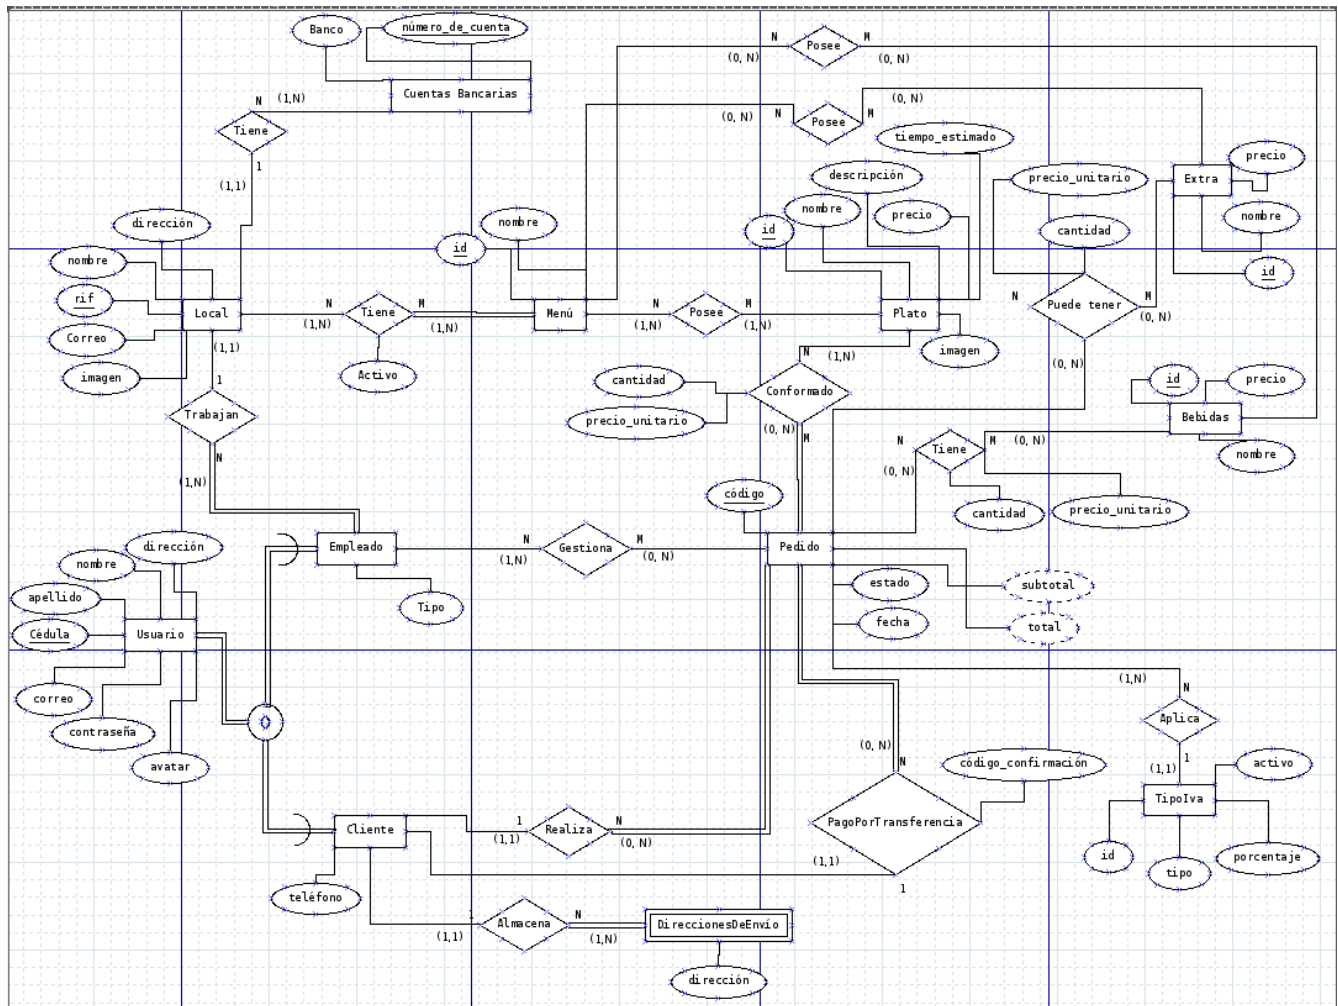 Banco
número_de_cuenta
Cuentas Bancarias
N
(1,N)
Tiene
1
(1,1)
N
(0, N)
Posee
M
(0, N)
N
(0, N)
Posee
M
(0, N)
tiempo_estimado
descripción
nombre
precio
id
precio_unitario
cantidad
Extra
precio
nombre
id
dirección
nombre
rif
Correo
imagen
Local
(1,1)
N
(1,N)
Tiene
M
(1,N)
Activo
id
nombre
Menú
N
(1,N)
Posee
M
(1,N)
Plato
imagen
N
Puede tener
M
(0, N)
(0, N)
(1,N)
N
Conformado
(0, N)
M
cantidad
precio_unitario
1
Trabajan
N
(1,N)
id
precio
Bebidas
nombre
N
(0, N)
Tiene
M
(0, N)
cantidad
precio_unitario
código
Pedido
estado
fecha
subtotal
total
Empleado
Tipo
N
(1,N)
Gestiona
M
(0, N)
dirección
nombre
apellido
Cédula
Usuario
correo
contraseña
avatar
O
Cliente
teléfono
1
(1,1)
Realiza
N
(0, N)
(0, N)
N
PagoPorTransferencia
código_confirmación
(1,1)
1
(1,N)
N
Aplica
1
(1,1)
TipoIva
activo
id
tipo
porcentaje
1
(1,1)
Almacena
N
(1,N)
DireccionesDeEnvío
dirección